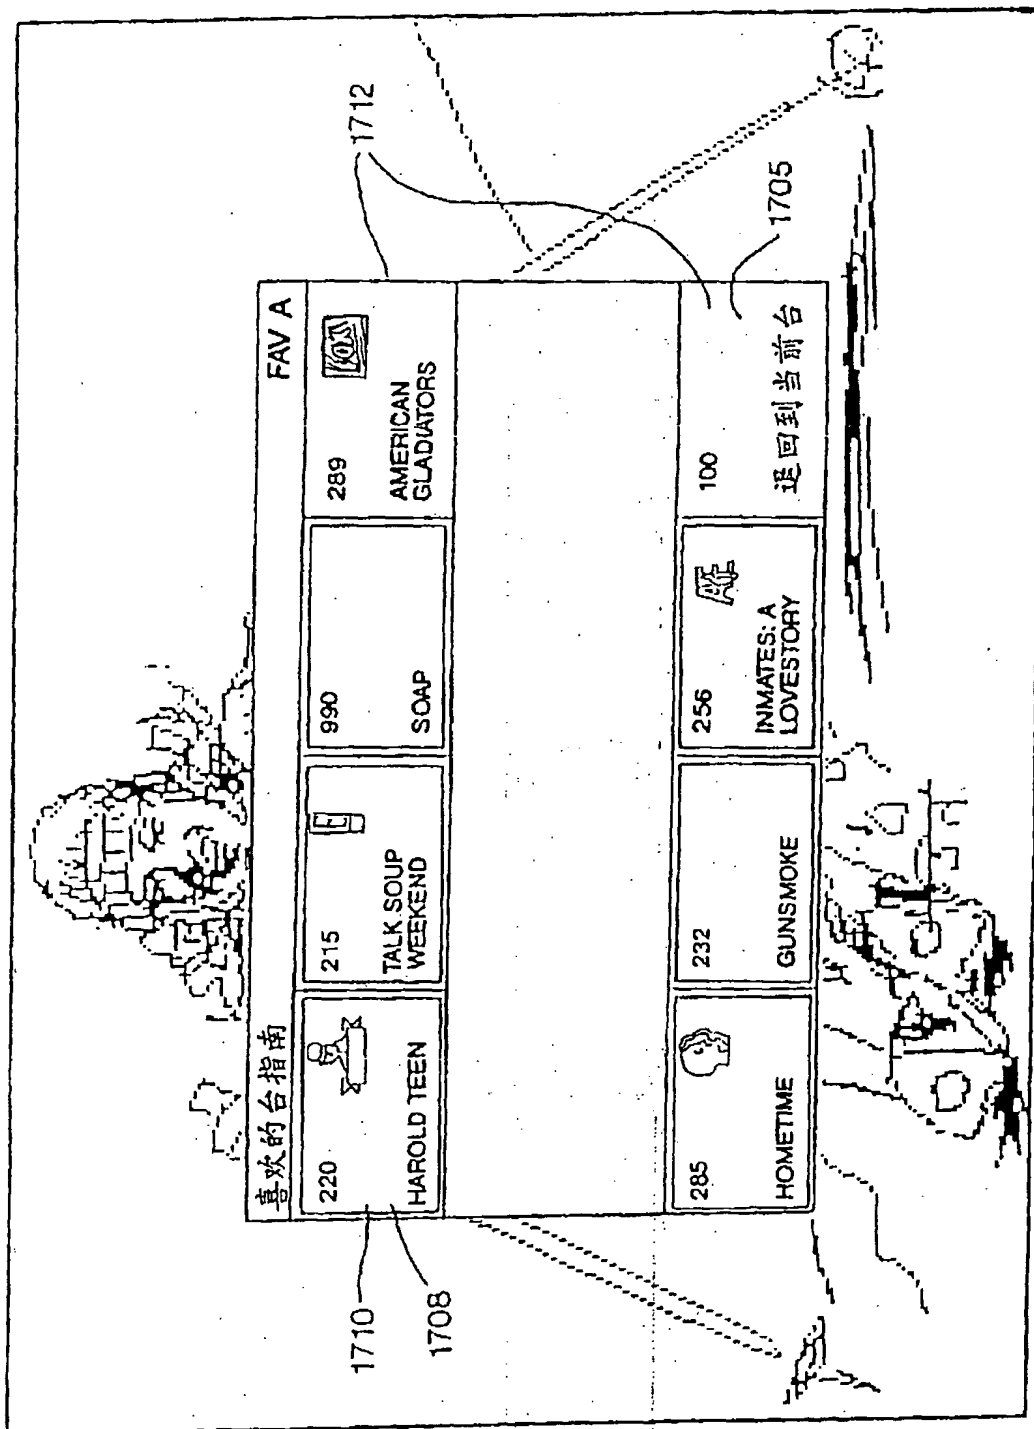 喜欢的台指南 FAV A
220
HAROLD TEEN
215
TALK SOUP
WEEKEND
990
SOAP
289
FOX
AMERICAN
GLADIATORS
285
HOMETIME
232
GUNSMOKE
256
INMATES: A
LOVESTORY
100
退回到当前台
1712
1705
1710
1708